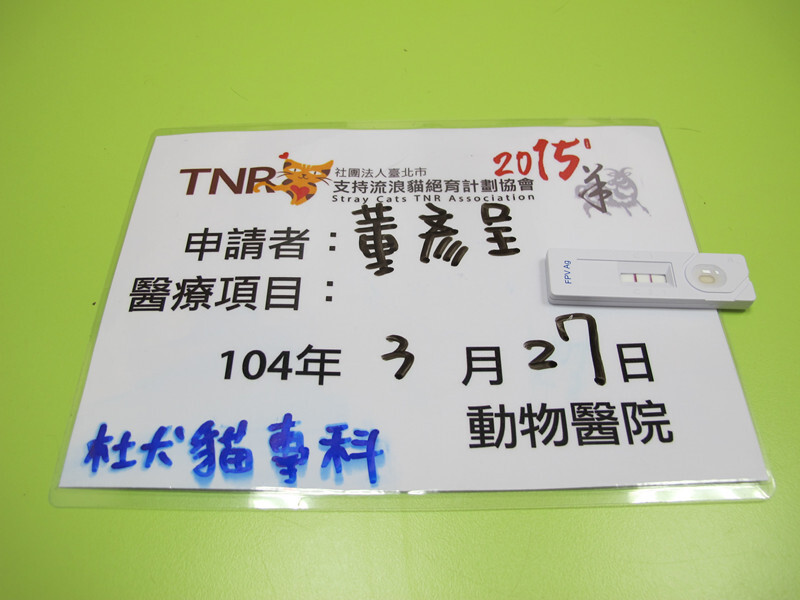 TNR 社團法人臺北市
支持流浪貓絕育計劃協會
Stray Cats TNR Association
2015'
羊
申請者：董彥呈
醫療項目：
FPV Ag
104年 3 月 27 日
杜犬貓專科 動物醫院